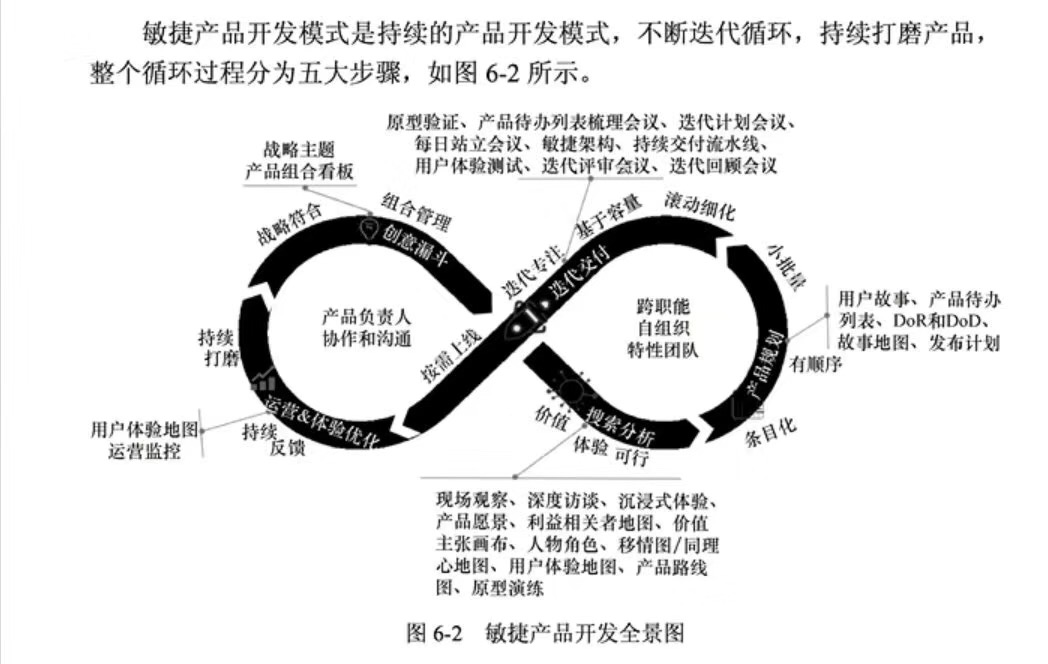 敏捷产品开发模式是持续的产品开发模式，不断迭代循环，持续打磨产品，
整个循环过程分为五大步骤，如图 6-2 所示。
原型验证、产品待办列表梳理会议、迭代计划会议、
每日站立会议、敏捷架构、持续交付流水线、
用户体验测试、迭代评审会议、迭代回顾会议
战略主题
产品组合看板
战略符合
组合管理
创意漏斗
迭代专注
迭代交付
基于容量
滚动细化
小批量
产品负责人
协作和沟通
跨职能
自组织
特性团队
用户故事、产品待办
列表、DoR和DoD、
故事地图、发布计划
产品规划
有顺序
条目化
持续
打磨
按需上线
运营&体验优化
持续
反馈
用户体验地图
运营监控
价值
搜索分析
体验
可行
现场观察、深度访谈、沉浸式体验、
产品愿景、利益相关者地图、价值
主张画布、人物角色、移情图/同理
心地图、用户体验地图、产品路线
图、原型演练
图 6-2 敏捷产品开发全景图